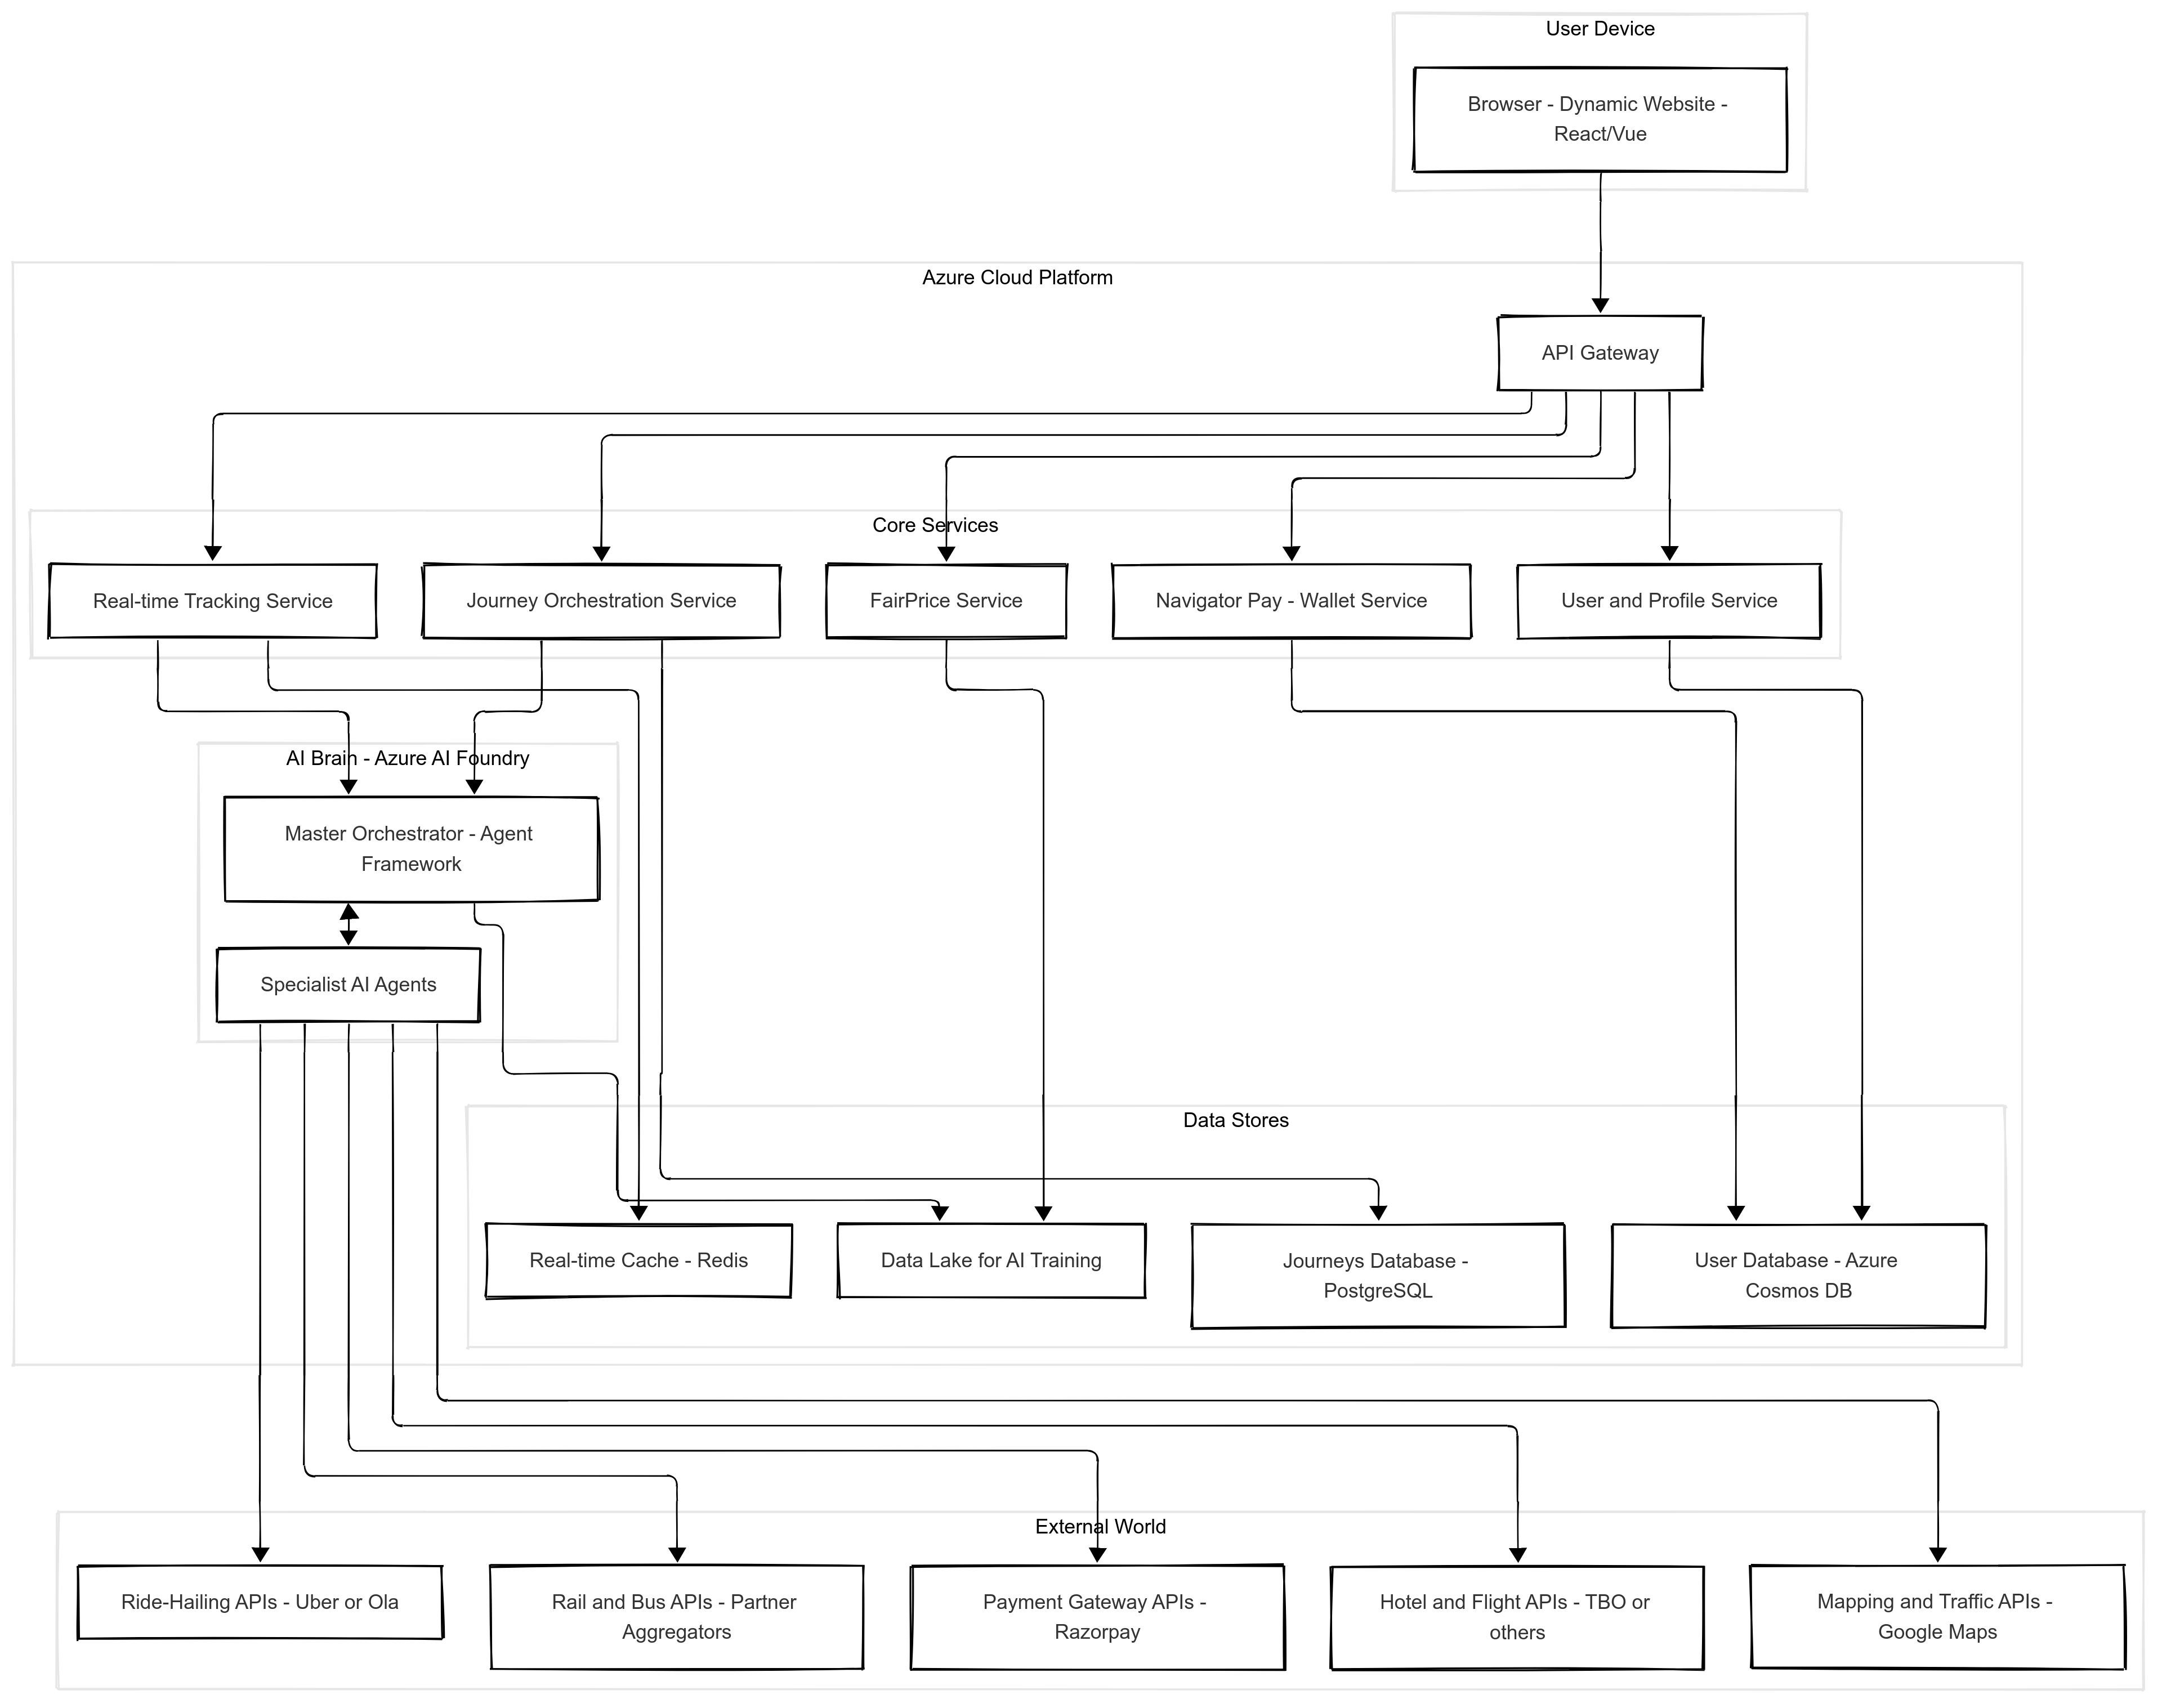 User Device
Browser - Dynamic Website -
React/Vue
Azure Cloud Platform
API Gateway
Core Services
Real-time Tracking Service
Journey Orchestration Service
FairPrice Service
Navigator Pay - Wallet Service
User and Profile Service
AI Brain - Azure AI Foundry
Master Orchestrator - Agent
Framework
Specialist AI Agents
Data Stores
Real-time Cache - Redis
Data Lake for AI Training
Journeys Database -
PostgreSQL
User Database - Azure
Cosmos DB
External World
Ride-Hailing APIs - Uber or Ola
Rail and Bus APIs - Partner
Aggregators
Payment Gateway APIs -
Razorpay
Hotel and Flight APIs - TBO or
others
Mapping and Traffic APIs -
Google Maps